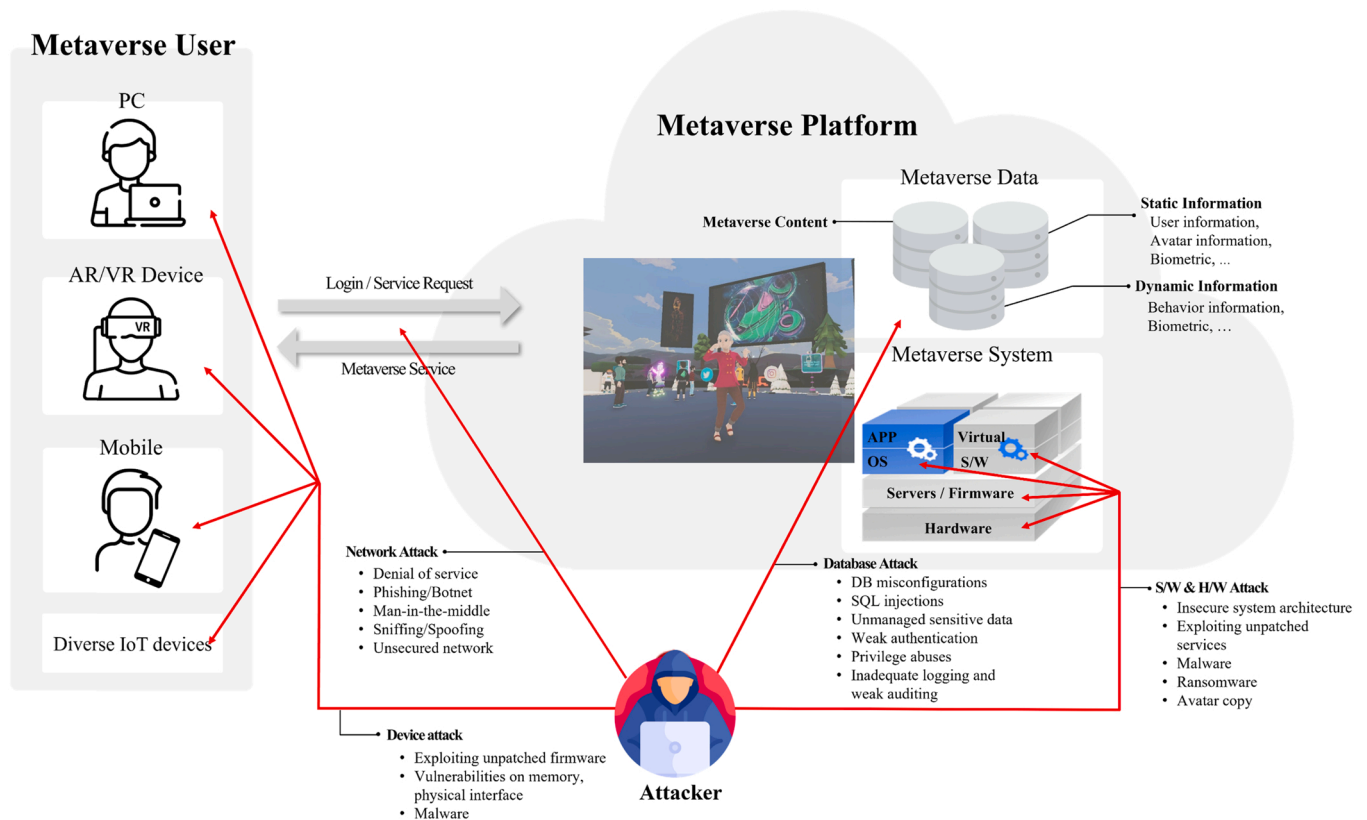 Metaverse User
PC
AR/VR Device
VR
Mobile
Diverse IoT devices
Login / Service Request
Metaverse Service
Metaverse Platform
Metaverse Data
Metaverse Content
Static Information
User information,
Avatar information,
Biometric, ...
Dynamic Information
Behavior information,
Biometric, …
Metaverse System
APP
OS
Virtual
S/W
Servers / Firmware
Hardware
Network Attack
• Denial of service
• Phishing/Botnet
• Man-in-the-middle
• Sniffing/Spoofing
• Unsecured network
Database Attack
• DB misconfigurations
• SQL injections
• Unmanaged sensitive data
• Weak authentication
• Privilege abuses
• Inadequate logging and
weak auditing
S/W & H/W Attack
• Insecure system architecture
• Exploiting unpatched
services
• Malware
• Ransomware
• Avatar copy
Device attack
• Exploiting unpatched firmware
• Vulnerabilities on memory,
physical interface
• Malware
Attacker